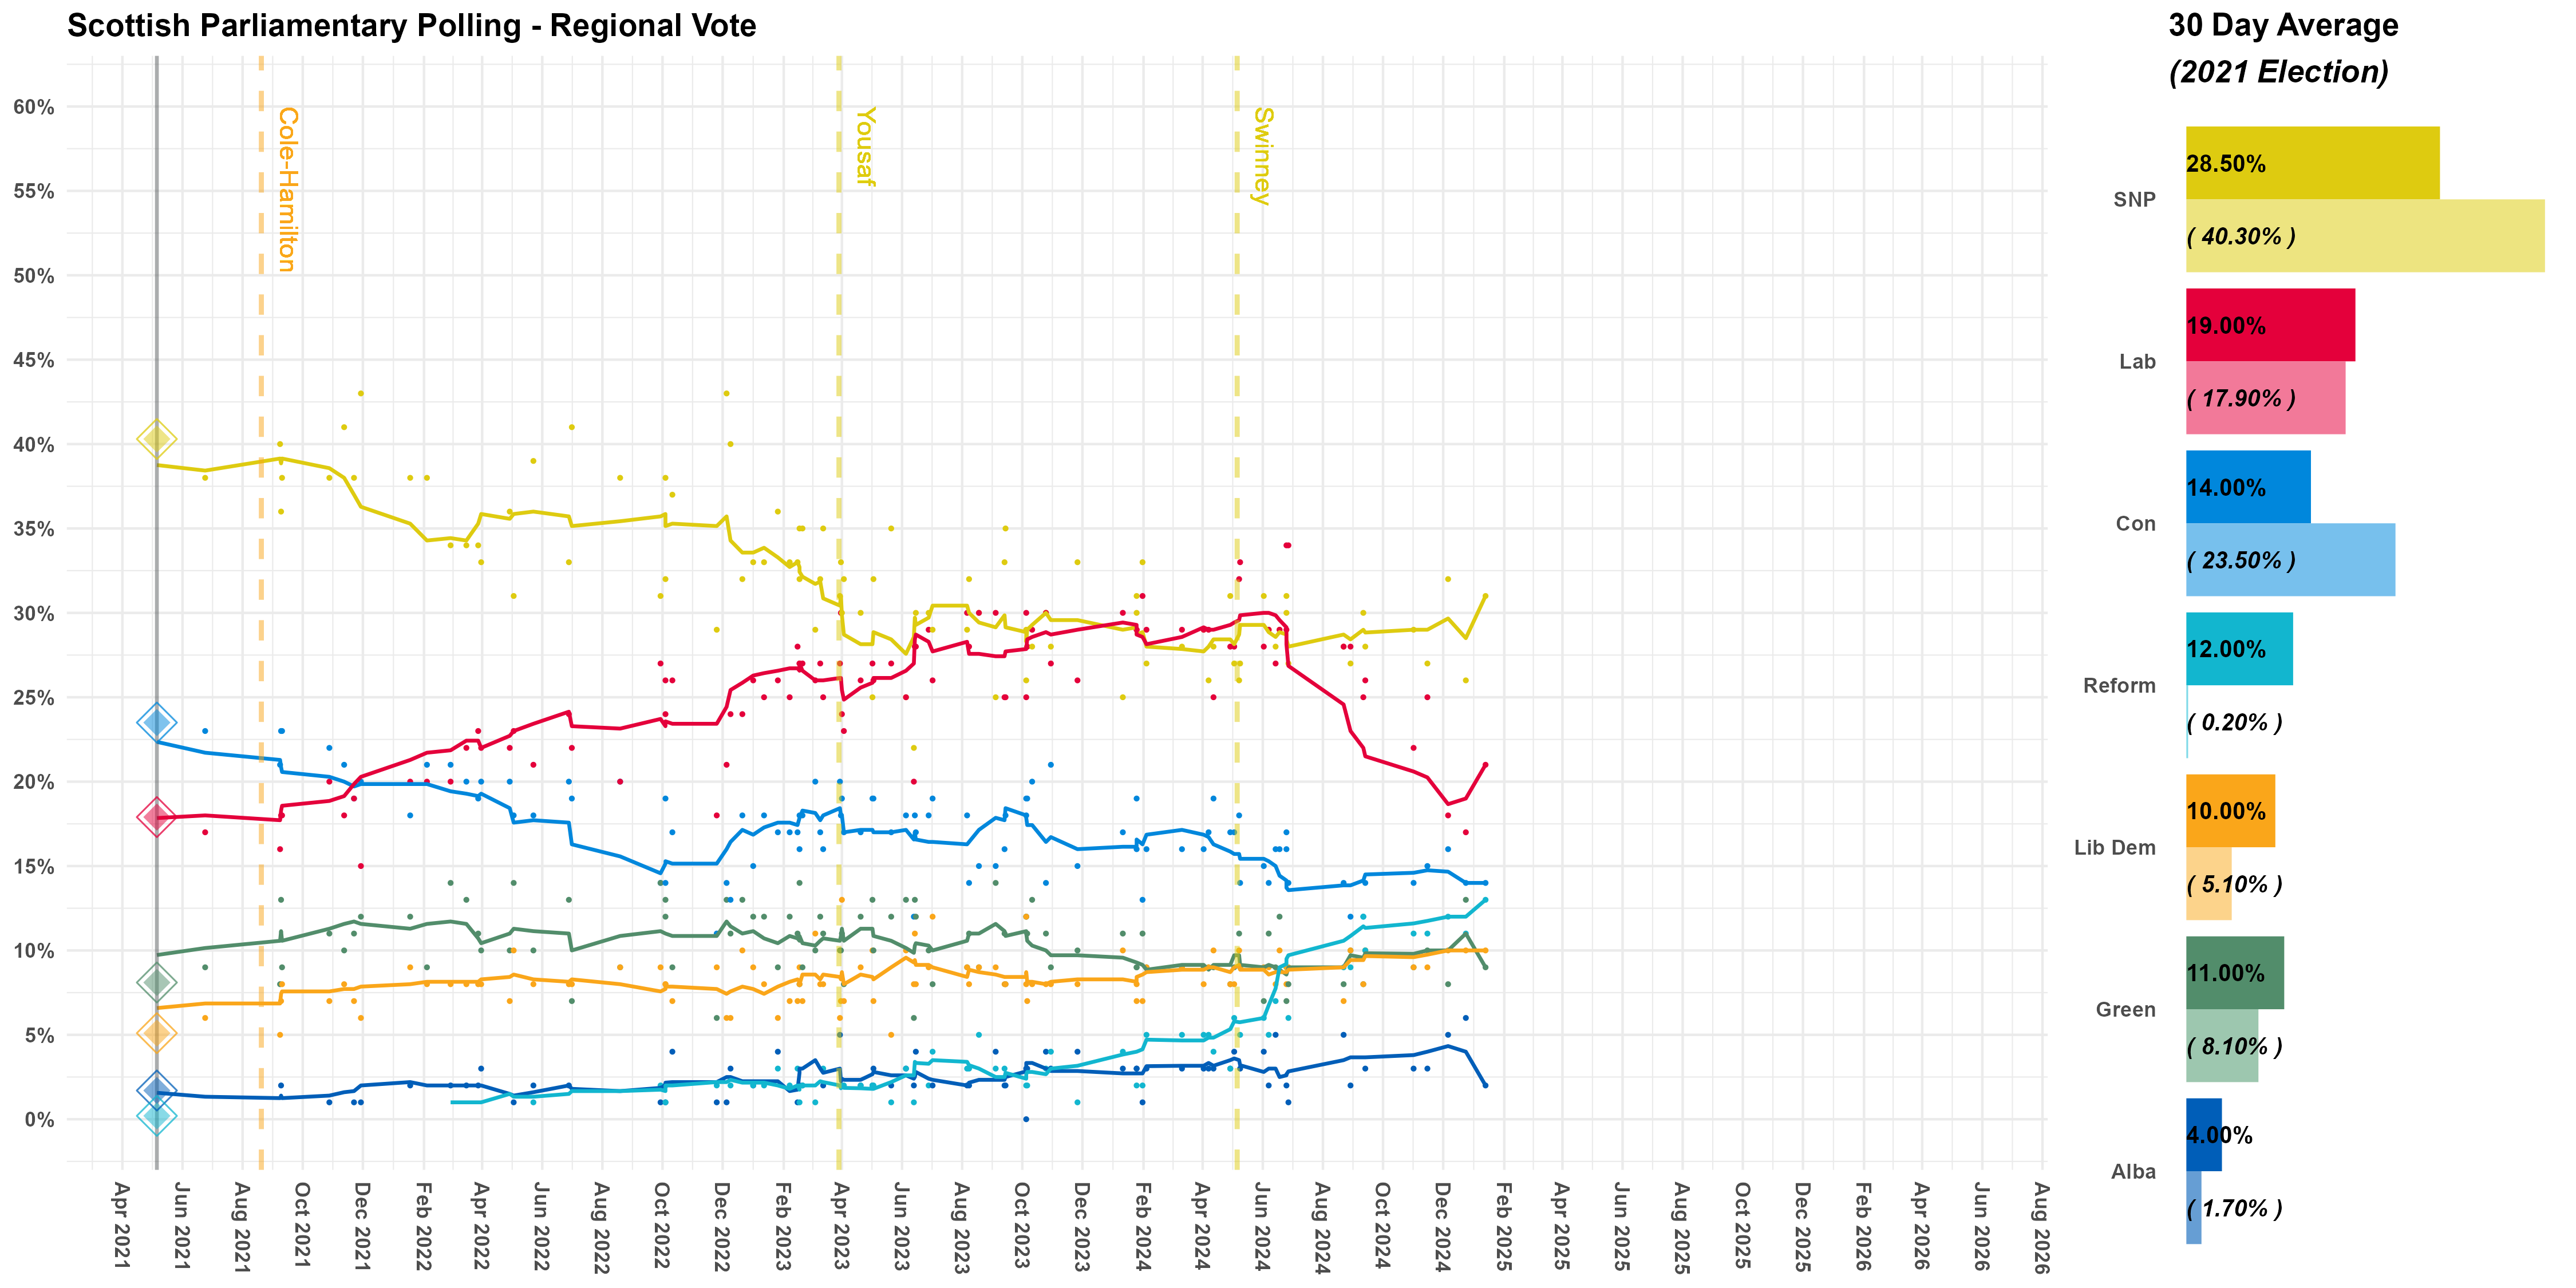 Scottish Parliamentary Polling - Regional Vote
60%
55%
50%
45%
40%
35%
30%
25%
20%
15%
10%
5%
0%
Cole-Hamilton
Yousaf
Swinney
Apr 2021
Jun 2021
Aug 2021
Oct 2021
Dec 2021
Feb 2022
Apr 2022
Jun 2022
Aug 2022
Oct 2022
Dec 2022
Feb 2023
Apr 2023
Jun 2023
Aug 2023
Oct 2023
Dec 2023
Feb 2024
Apr 2024
Jun 2024
Aug 2024
Oct 2024
Dec 2024
Feb 2025
Apr 2025
Jun 2025
Aug 2025
Oct 2025
Dec 2025
Feb 2026
Apr 2026
Jun 2026
Aug 2026
30 Day Average
(2021 Election)
SNP
28.50%
( 40.30% )
Lab
19.00%
( 17.90% )
Con
14.00%
( 23.50% )
Reform
12.00%
( 0.20% )
Lib Dem
10.00%
( 5.10% )
Green
11.00%
( 8.10% )
Alba
4.00%
( 1.70% )